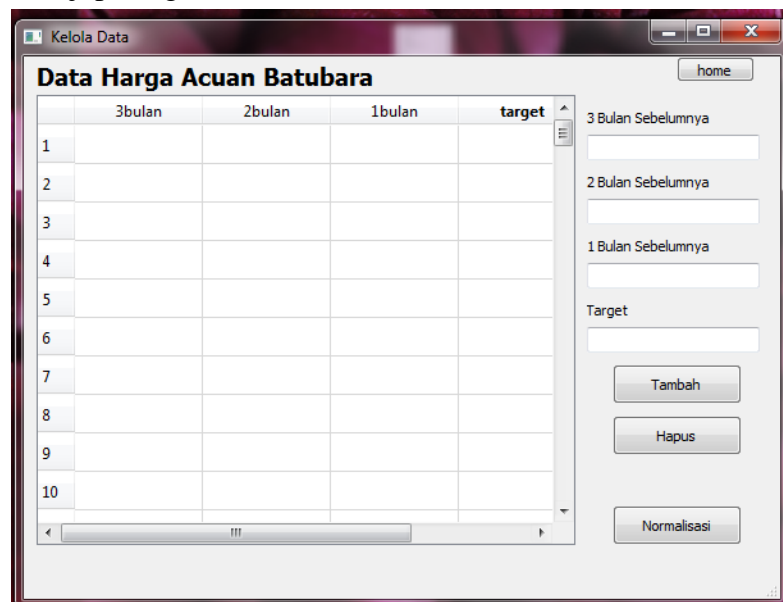 Kelola Data
Data Harga Acuan Batubara
home
3bulan 2bulan 1bulan target
1
2
3
4
5
6
7
8
9
10
3 Bulan Sebelumnya
2 Bulan Sebelumnya
1 Bulan Sebelumnya
Target
Tambah
Hapus
Normalisasi